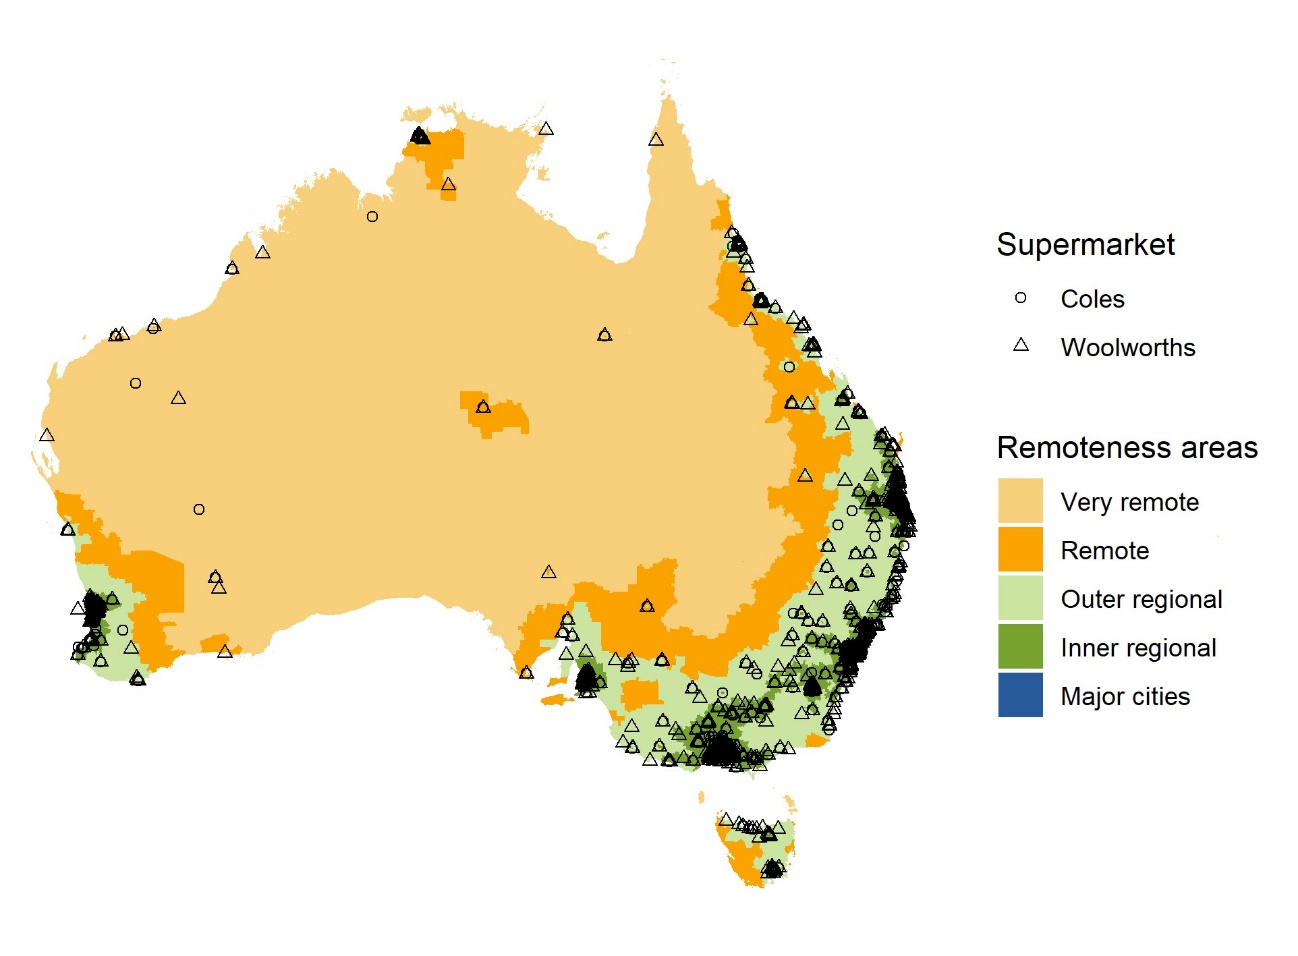 Supermarket
Coles
Woolworths
Remoteness areas
Very remote
Remote
Outer regional
Inner regional
Major cities